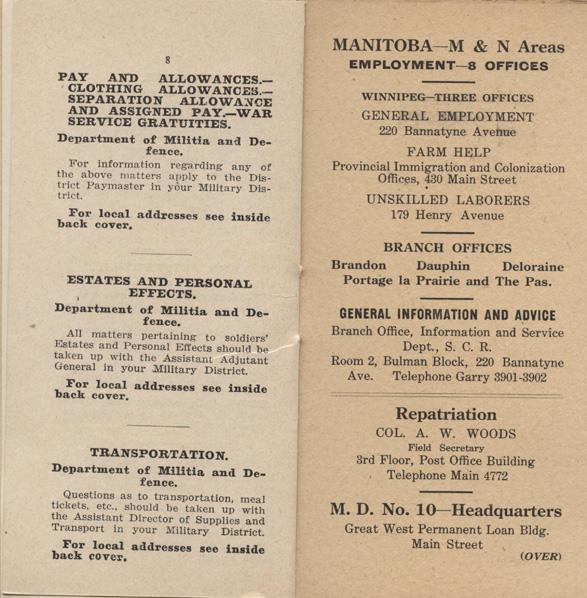 8
PAY AND ALLOWANCES.—
CLOTHING ALLOWANCES.—
SEPARATION ALLOWANCE
AND ASSIGNED PAY.—WAR
SERVICE GRATUITIES.
Department of Militia and De-
fence.
For information regarding any of
the above matters apply to the Dis-
trict Paymaster in your Military Dis-
trict.
For local addresses see inside
back cover.
ESTATES AND PERSONAL
EFFECTS.
Department of Militia and De-
fence.
All matters pertaining to soldiers'
Estates and Personal Effects should be
taken up with the Assistant Adjutant
General in your Military District.
For local addresses see inside
back cover.
TRANSPORTATION.
Department of Militia and De-
fence.
Questions as to transportation, meal
tickets, etc., should be taken up with
the Assistant Director of Supplies and
Transport in your Military District.
For local addresses see inside
back cover.
MANITOBA—M & N Areas
EMPLOYMENT—8 OFFICES
WINNIPEG—THREE OFFICES
GENERAL EMPLOYMENT
220 Bannatyne Avenue
FARM HELP
Provincial Immigration and Colonization
Offices, 430 Main Street
UNSKILLED LABORERS
179 Henry Avenue
BRANCH OFFICES
Brandon Dauphin Deloraine
Portage la Prairie and The Pas.
GENERAL INFORMATION AND ADVICE
Branch Office, Information and Service
Dept., S. C. R.
Room 2, Bulman Block, 220 Bannatyne
Ave. Telephone Garry 3901-3902
Repatriation
COL. A. W. WOODS
Field Secretary
3rd Floor, Post Office Building
Telephone Main 4772
M. D. No. 10—Headquarters
Great West Permanent Loan Bldg.
Main Street
(OVER)